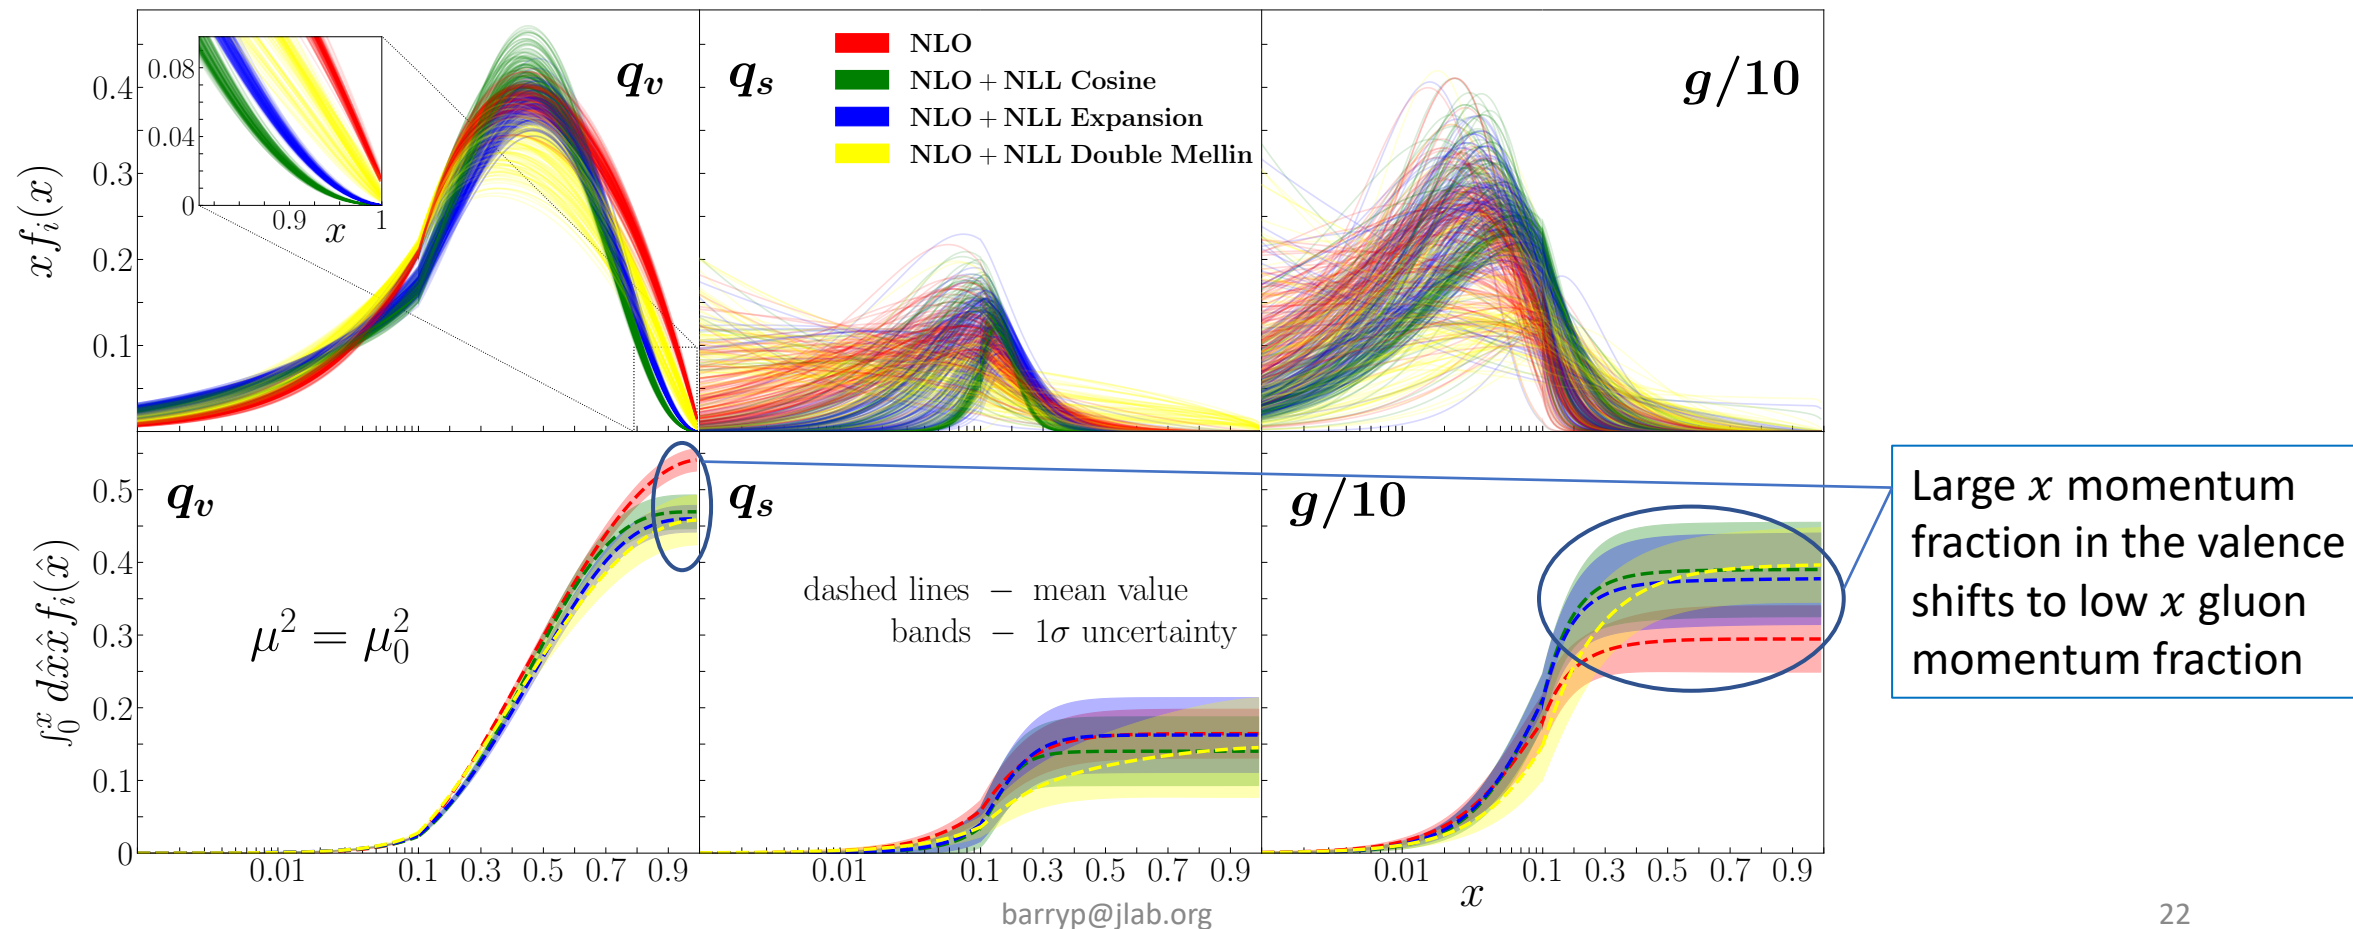 x f_i(x)
0.4
0.3
0.2
0.1
0.08
0.04
0
0.9
x
1
q_v
q_s
NLO
NLO + NLL Cosine
NLO + NLL Expansion
NLO + NLL Double Mellin
g/10
∫_0^x dx̂ x̂ f_i(x̂)
0.5
0.4
0.3
0.2
0.1
0
q_v
μ² = μ₀²
q_s
dashed lines – mean value
bands – 1σ uncertainty
g/10
0.01 0.1 0.3 0.5 0.7 0.9
0.01 0.1 0.3 0.5 0.7 0.9
0.01 0.1 0.3 0.5 0.7 0.9
x
Large x momentum
fraction in the valence
shifts to low x gluon
momentum fraction
barryp@jlab.org
22